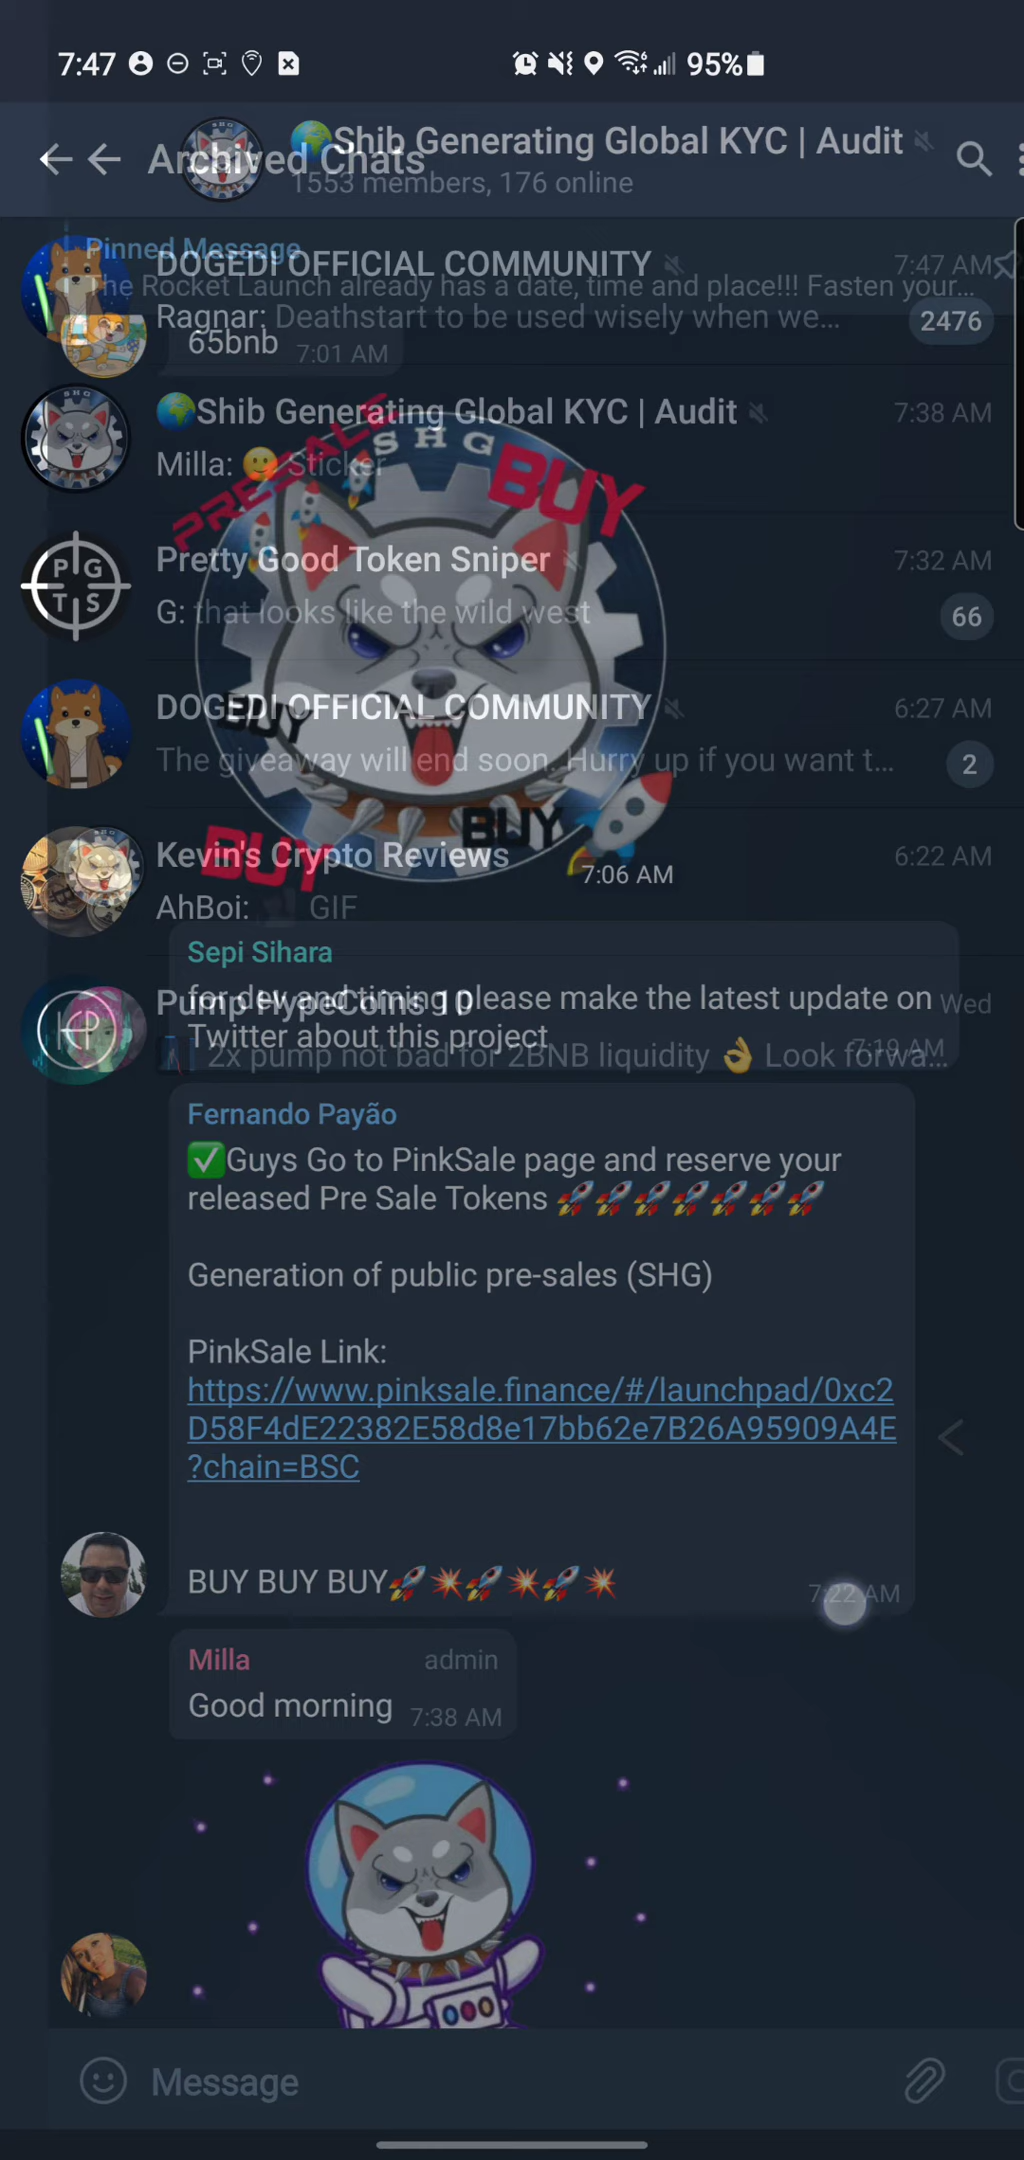 7:47
95%
Archived Chats
🌍Shib Generating Global KYC | Audit
1553 members, 176 online
Pinned Message
The Rocket Launch already has a date, time and place!!! Fasten your...
DOGEDI OFFICIAL COMMUNITY
7:47 AM
Ragnar: Deathstart to be used wisely when we...
2476
65bnb
7:01 AM
🌍Shib Generating Global KYC | Audit
7:38 AM
Milla: 🙂 Sticker
PRESALE
SHG
BUY
Pretty Good Token Sniper
7:32 AM
G: that looks like the wild west
66
PG
TS
DOGEDI OFFICIAL COMMUNITY
6:27 AM
The giveaway will end soon. Hurry up if you want t...
2
BUY
BUY
BUY
Kevin's Crypto Reviews
6:22 AM
7:06 AM
AhBoi: GIF
Sepi Sihara
for dev and timing please make the latest update on
Twitter about this project
7:19 AM
Pump HypeCoins 10
Wed
2x pump not bad for 2BNB liquidity 👌 Look forwa...
Fernando Payão
✅Guys Go to PinkSale page and reserve your
released Pre Sale Tokens 🚀🚀🚀🚀🚀🚀🚀
Generation of public pre-sales (SHG)
PinkSale Link:
https://www.pinksale.finance/#/launchpad/0xc2
D58F4dE22382E58d8e17bb62e7B26A95909A4E
?chain=BSC
BUY BUY BUY🚀💥🚀💥🚀💥
7:22 AM
Milla
admin
Good morning
7:38 AM
Message